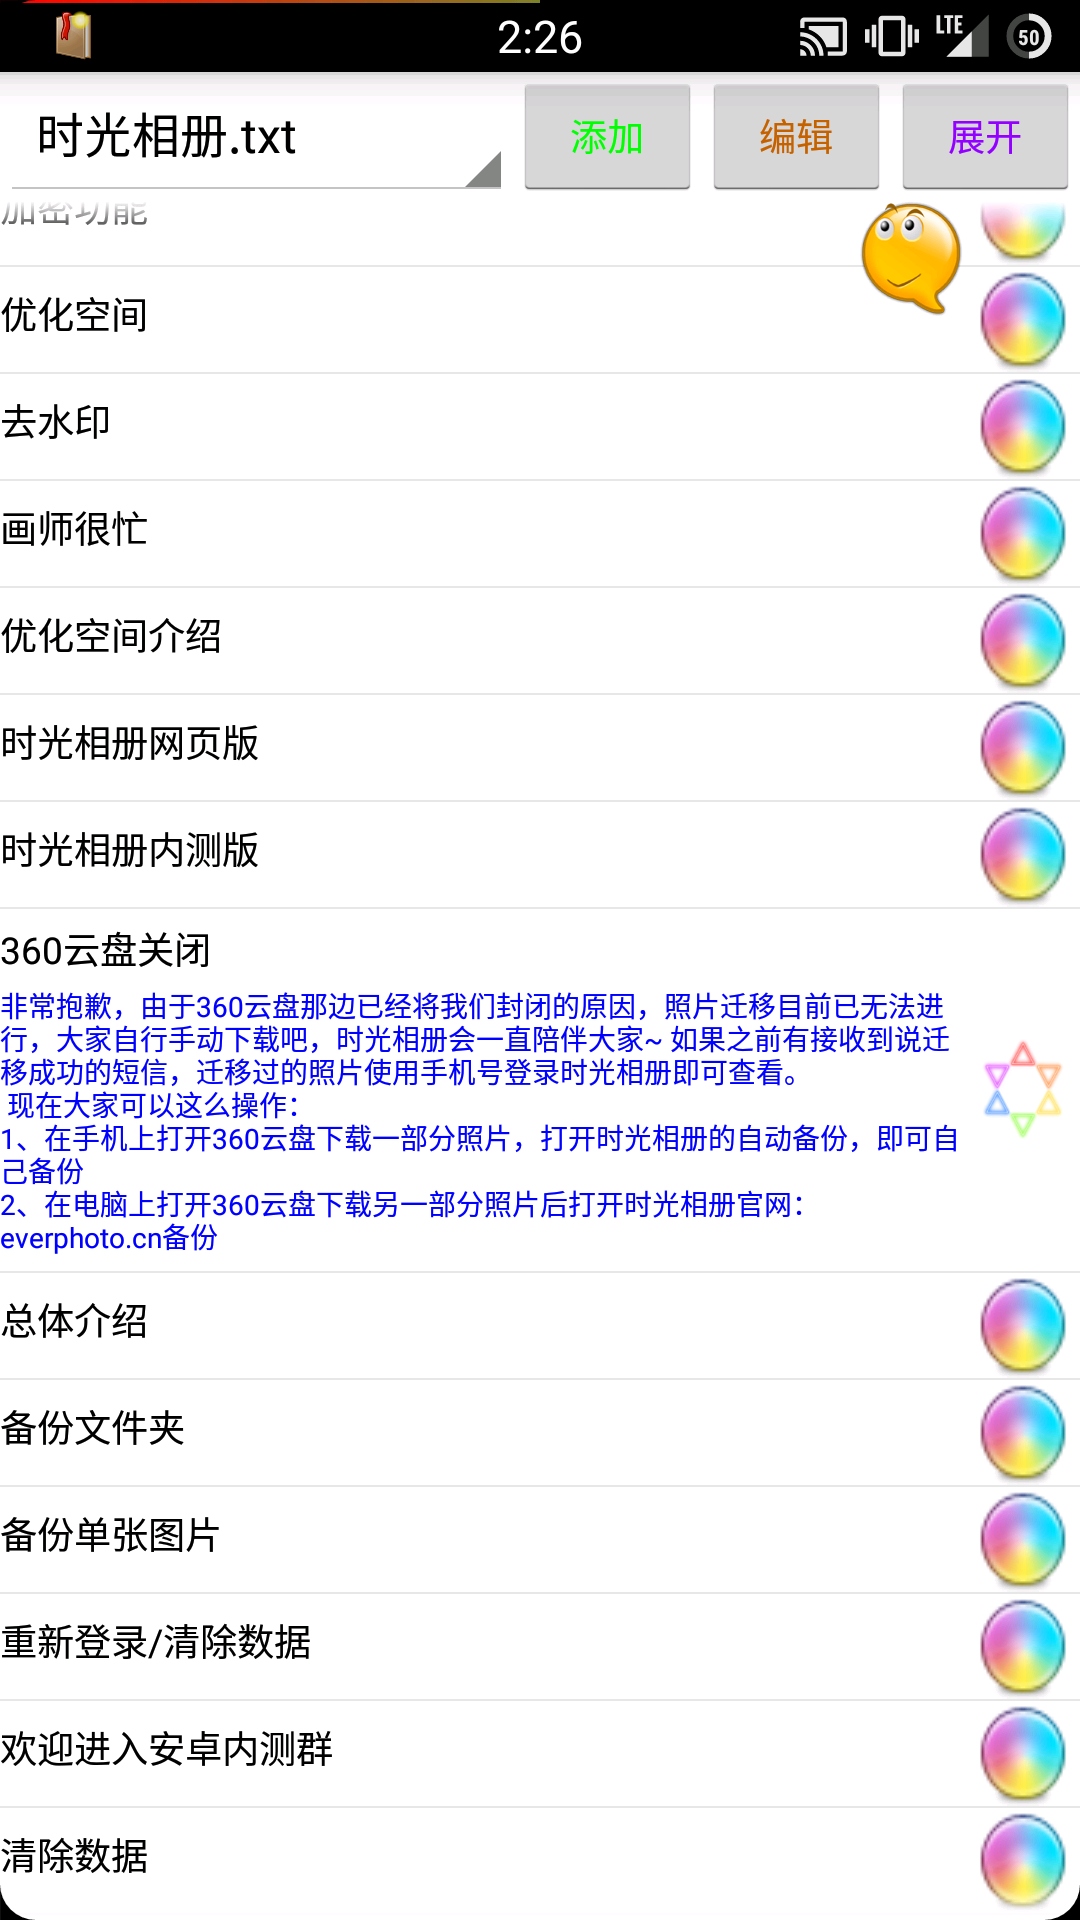 2:26
LTE
50
时光相册.txt
添加
编辑
展开
加密功能
优化空间
去水印
画师很忙
优化空间介绍
时光相册网页版
时光相册内测版
360云盘关闭
非常抱歉，由于360云盘那边已经将我们封闭的原因，照片迁移目前已无法进
行，大家自行手动下载吧，时光相册会一直陪伴大家~ 如果之前有接收到说迁
移成功的短信，迁移过的照片使用手机号登录时光相册即可查看。
现在大家可以这么操作：
1、在手机上打开360云盘下载一部分照片，打开时光相册的自动备份，即可自
己备份
2、在电脑上打开360云盘下载另一部分照片后打开时光相册官网：
everphoto.cn备份
总体介绍
备份文件夹
备份单张图片
重新登录/清除数据
欢迎进入安卓内测群
清除数据